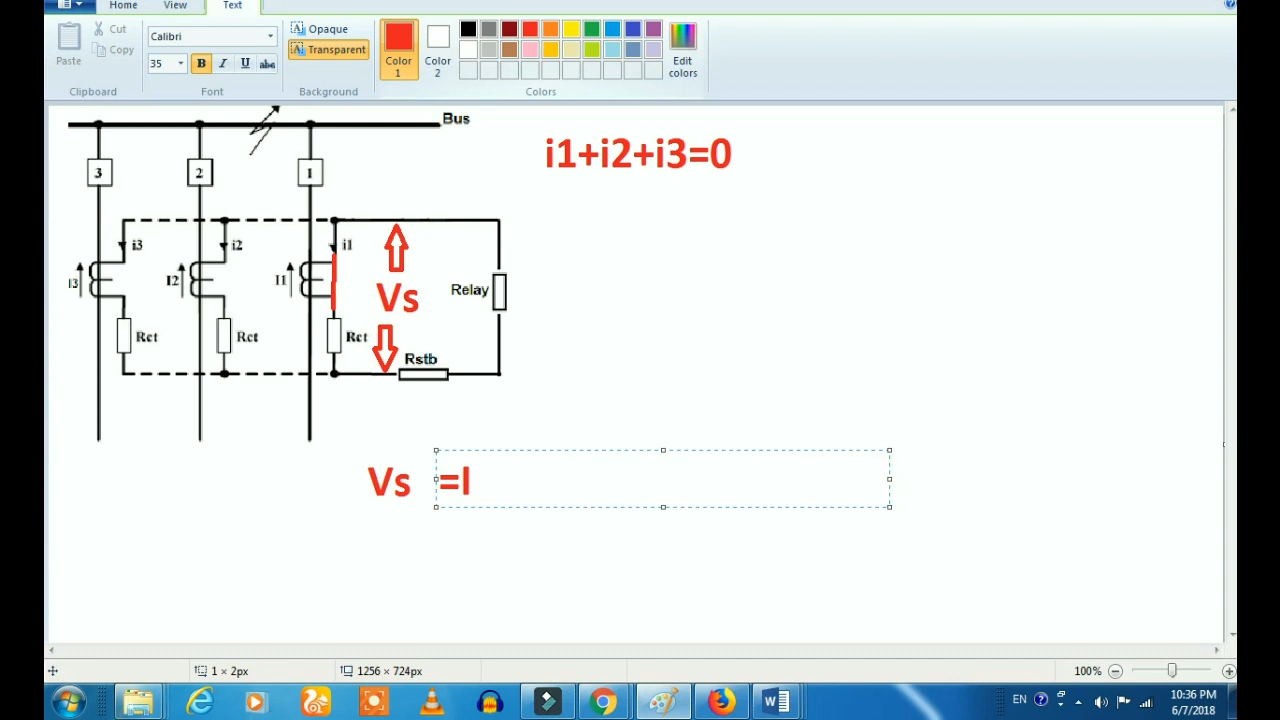 Home View Text
Paste
Cut
Copy
Clipboard
Calibri
35 B I U abc
Font
Opaque
Transparent
Background
Color 1
Color 2
Edit colors
Colors
Bus
i1+i2+i3=0
3 2 1
i3 i2 i1
I3 I2 I1
Vs
Relay
Rct Rct Rct
Rstb
Vs =I
1 × 2px
1256 × 724px
100%
EN
10:36 PM
6/7/2018